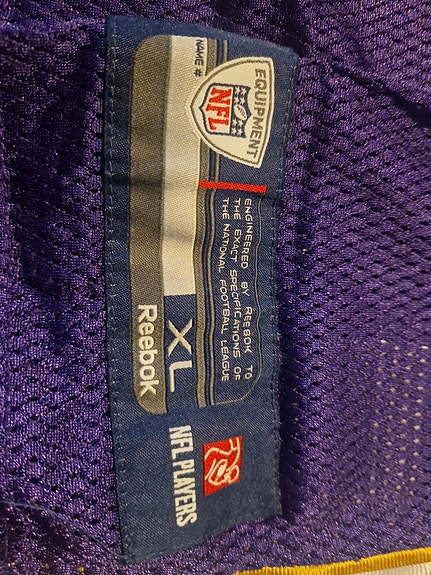 NAME #
EQUIPMENT
NFL
ENGINEERED BY REEBOK TO
THE EXACT SPECIFICATIONS OF
THE NATIONAL FOOTBALL LEAGUE
XL
Reebok
NFL PLAYERS